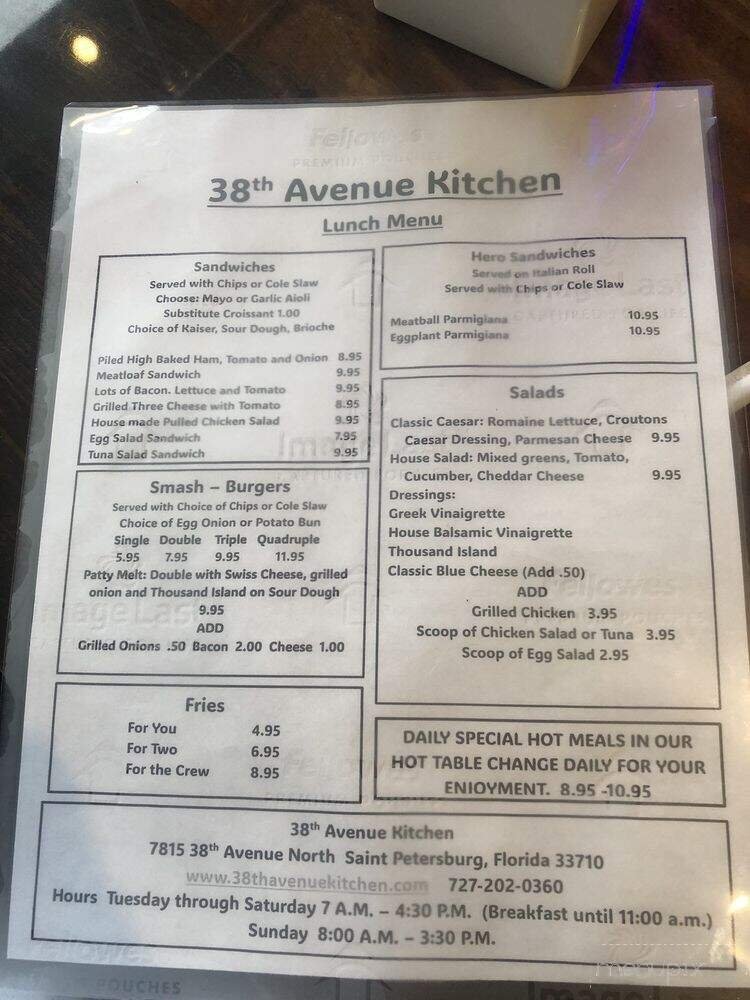 Fellowes
PREMIUM POUCHES
38th Avenue Kitchen
Lunch Menu
Sandwiches
Served with Chips or Cole Slaw
Choose: Mayo or Garlic Aioli
Substitute Croissant 1.00
Choice of Kaiser, Sour Dough, Brioche
Piled High Baked Ham, Tomato and Onion 8.95
Meatloaf Sandwich 9.95
Lots of Bacon. Lettuce and Tomato 9.95
Grilled Three Cheese with Tomato 8.95
House made Pulled Chicken Salad 9.95
Egg Salad Sandwich 7.95
Tuna Salad Sandwich 9.95
Smash – Burgers
Served with Choice of Chips or Cole Slaw
Choice of Egg Onion or Potato Bun
Single Double Triple Quadruple
5.95 7.95 9.95 11.95
Patty Melt: Double with Swiss Cheese, grilled
onion and Thousand Island on Sour Dough
9.95
ADD
Grilled Onions .50 Bacon 2.00 Cheese 1.00
Fries
For You 4.95
For Two 6.95
For the Crew 8.95
Hero Sandwiches
Served on Italian Roll
Served with Chips or Cole Slaw
Meatball Parmigiana 10.95
Eggplant Parmigiana 10.95
Salads
Classic Caesar: Romaine Lettuce, Croutons
Caesar Dressing, Parmesan Cheese 9.95
House Salad: Mixed greens, Tomato,
Cucumber, Cheddar Cheese 9.95
Dressings:
Greek Vinaigrette
House Balsamic Vinaigrette
Thousand Island
Classic Blue Cheese (Add .50)
ADD
Grilled Chicken 3.95
Scoop of Chicken Salad or Tuna 3.95
Scoop of Egg Salad 2.95
DAILY SPECIAL HOT MEALS IN OUR
HOT TABLE CHANGE DAILY FOR YOUR
ENJOYMENT. 8.95 -10.95
38th Avenue Kitchen
7815 38th Avenue North Saint Petersburg, Florida 33710
www.38thavenuekitchen.com 727-202-0360
Hours Tuesday through Saturday 7 A.M. – 4:30 P.M. (Breakfast until 11:00 a.m.)
Sunday 8:00 A.M. – 3:30 P.M.
Fellowes
POUCHES
menupix